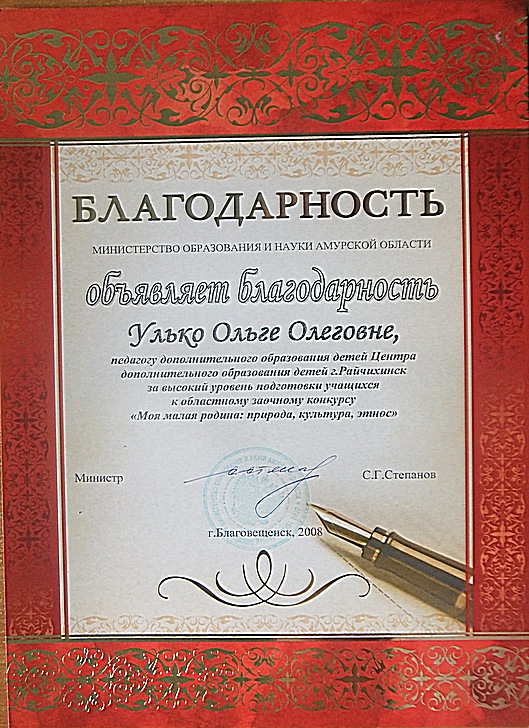 БЛАГОДАРНОСТЬ
МИНИСТЕРСТВО ОБРАЗОВАНИЯ И НАУКИ АМУРСКОЙ ОБЛАСТИ
объявляет благодарность
Улько Ольге Олеговне,
педагогу дополнительного образования детей Центра
дополнительного образования детей г.Райчихинск
за высокий уровень подготовки учащихся
к областному заочному конкурсу
«Моя малая родина: природа, культура, этнос»
Министр С.Г.Степанов
г.Благовещенск, 2008